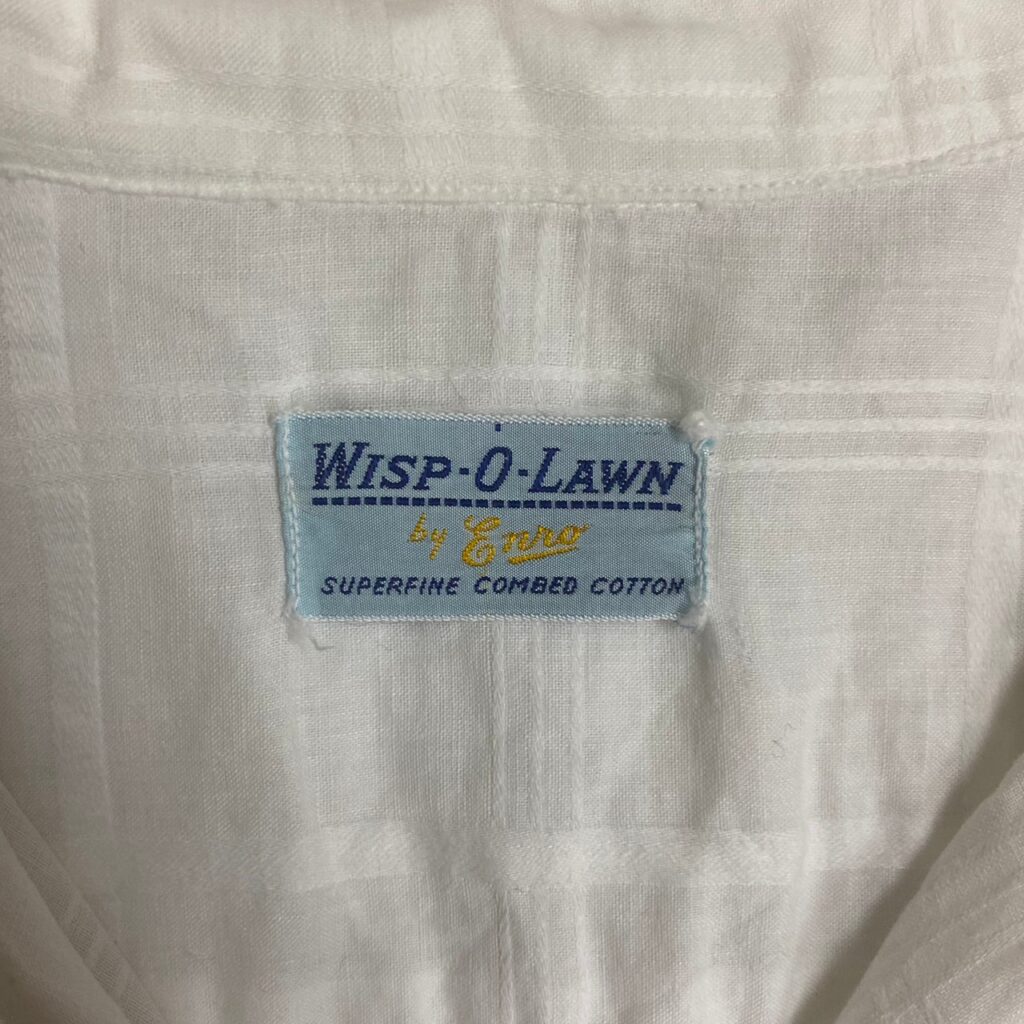 WISP-O-LAWN
by Enro
SUPERFINE COMBED COTTON